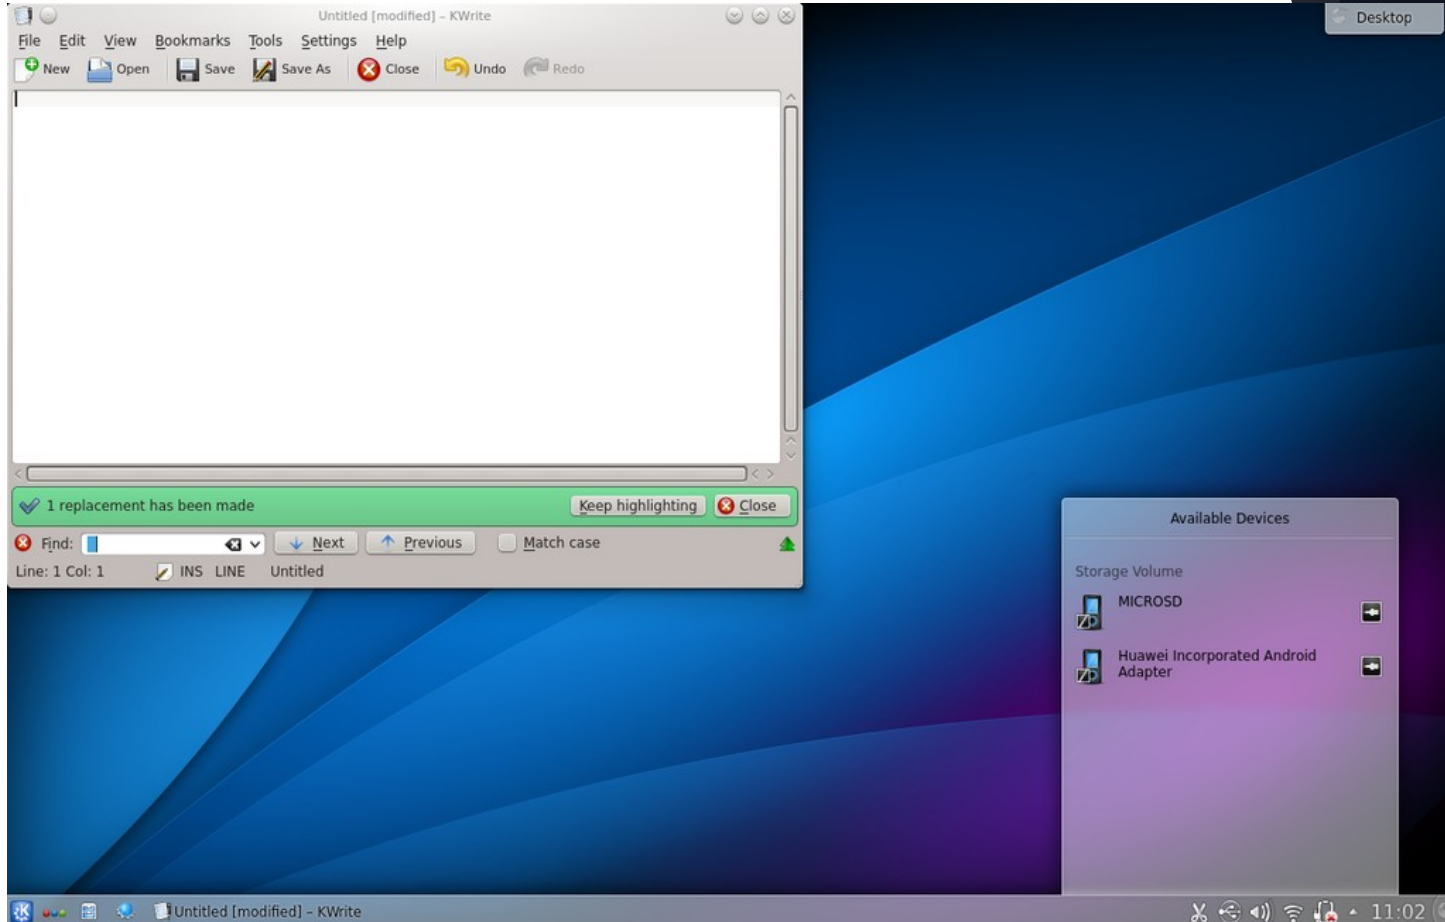 Untitled [modified] – KWrite
Desktop
File Edit View Bookmarks Tools Settings Help
New Open Save Save As Close Undo Redo
1 replacement has been made Keep highlighting Close
Find: Next Previous Match case
Line: 1 Col: 1 INS LINE Untitled
Available Devices
Storage Volume
MICROSD
Huawei Incorporated Android
Adapter
Untitled [modified] – KWrite
11:02